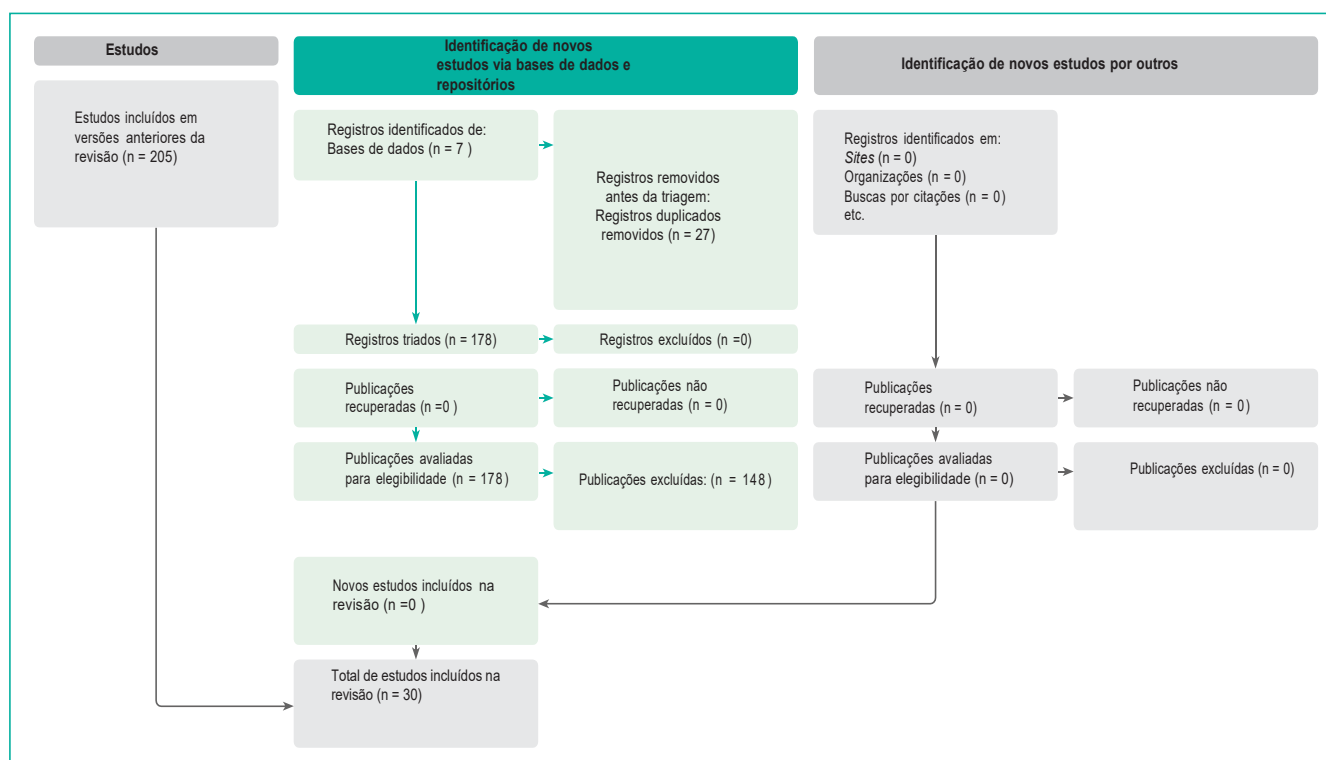 Estudos
Identificação de novos
estudos via bases de dados e
repositórios
Identificação de novos estudos por outros
Estudos incluídos em
versões anteriores da
revisão (n = 205)
Registros identificados de:
Bases de dados (n = 7 )
Registros removidos
antes da triagem:
Registros duplicados
removidos (n = 27)
Registros identificados em:
Sites (n = 0)
Organizações (n = 0)
Buscas por citações (n = 0)
etc.
Registros triados (n = 178)
Registros excluídos (n =0)
Publicações
recuperadas (n =0 )
Publicações não
recuperadas (n = 0)
Publicações
recuperadas (n = 0)
Publicações não
recuperadas (n = 0)
Publicações avaliadas
para elegibilidade (n = 178)
Publicações excluídas: (n = 148)
Publicações avaliadas
para elegibilidade (n = 0)
Publicações excluídas (n = 0)
Novos estudos incluídos na
revisão (n =0 )
Total de estudos incluídos na
revisão (n = 30)